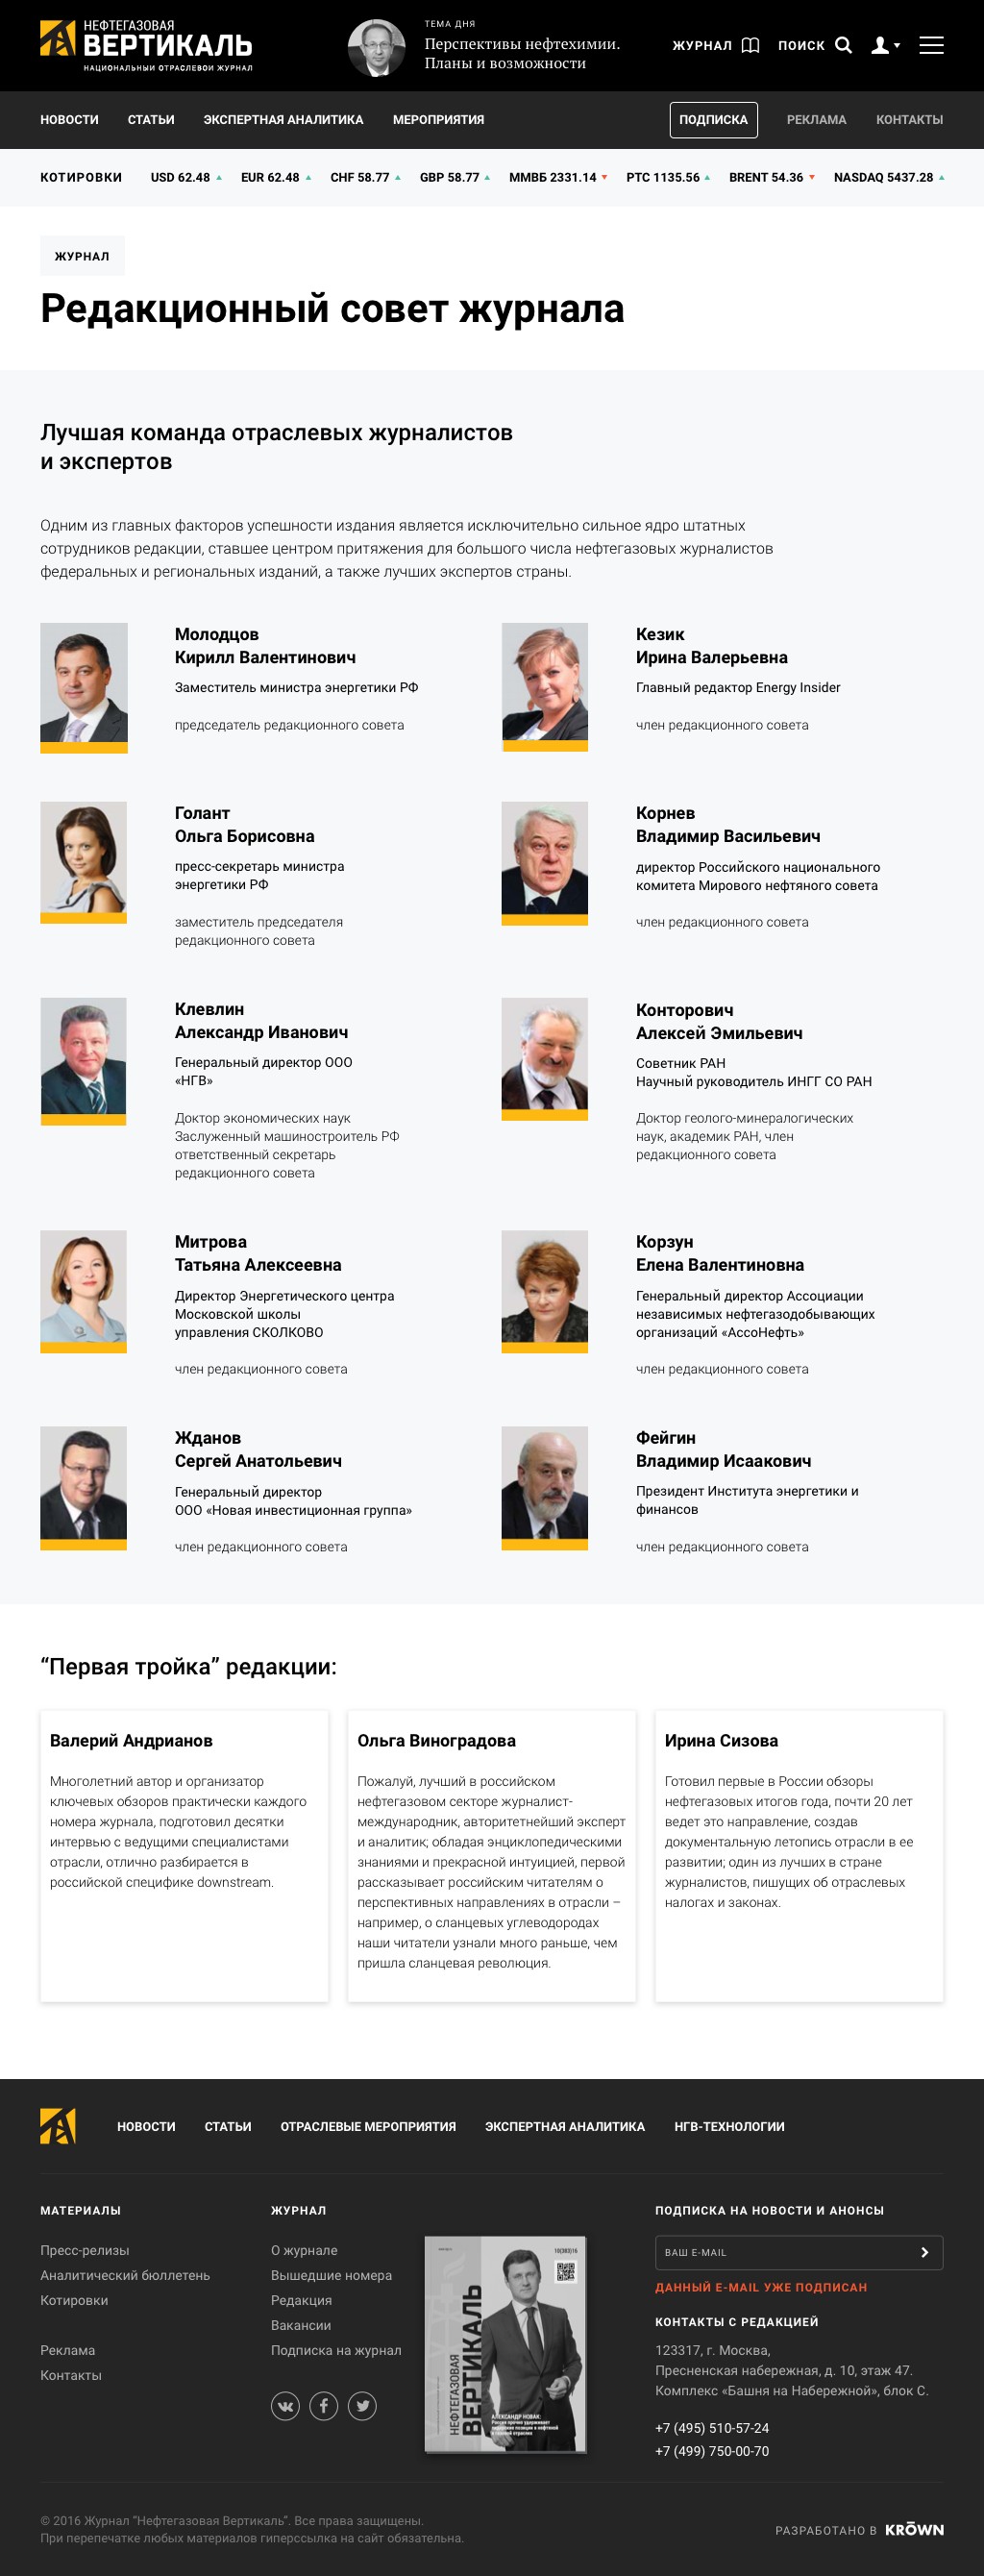 НЕФТЕГАЗОВАЯ
ВЕРТИКАЛЬ
НАЦИОНАЛЬНЫЙ ОТРАСЛЕВОЙ ЖУРНАЛ
ТЕМА ДНЯ
Перспективы нефтехимии.
Планы и возможности
ЖУРНАЛ ПОИСК
НОВОСТИ СТАТЬИ ЭКСПЕРТНАЯ АНАЛИТИКА МЕРОПРИЯТИЯ ПОДПИСКА РЕКЛАМА КОНТАКТЫ
КОТИРОВКИ USD 62.48 EUR 62.48 CHF 58.77 GBP 58.77 ММВБ 2331.14 РТС 1135.56 BRENT 54.36 NASDAQ 5437.28
ЖУРНАЛ
Редакционный совет журнала
Лучшая команда отраслевых журналистов
и экспертов
Одним из главных факторов успешности издания является исключительно сильное ядро штатных
сотрудников редакции, ставшее центром притяжения для большого числа нефтегазовых журналистов
федеральных и региональных изданий, а также лучших экспертов страны.
Молодцов
Кирилл Валентинович
Заместитель министра энергетики РФ
председатель редакционного совета
Кезик
Ирина Валерьевна
Главный редактор Energy Insider
член редакционного совета
Голант
Ольга Борисовна
пресс-секретарь министра
энергетики РФ
заместитель председателя
редакционного совета
Корнев
Владимир Васильевич
директор Российского национального
комитета Мирового нефтяного совета
член редакционного совета
Клевлин
Александр Иванович
Генеральный директор ООО
«НГВ»
Доктор экономических наук
Заслуженный машиностроитель РФ
ответственный секретарь
редакционного совета
Конторович
Алексей Эмильевич
Советник РАН
Научный руководитель ИНГГ СО РАН
Доктор геолого-минералогических
наук, академик РАН, член
редакционного совета
Митрова
Татьяна Алексеевна
Директор Энергетического центра
Московской школы
управления СКОЛКОВО
член редакционного совета
Корзун
Елена Валентиновна
Генеральный директор Ассоциации
независимых нефтегазодобывающих
организаций «АссоНефть»
член редакционного совета
Жданов
Сергей Анатольевич
Генеральный директор
ООО «Новая инвестиционная группа»
член редакционного совета
Фейгин
Владимир Исаакович
Президент Института энергетики и
финансов
член редакционного совета
“Первая тройка” редакции:
Валерий Андрианов
Многолетний автор и организатор
ключевых обзоров практически каждого
номера журнала, подготовил десятки
интервью с ведущими специалистами
отрасли, отлично разбирается в
российской специфике downstream.
Ольга Виноградова
Пожалуй, лучший в российском
нефтегазовом секторе журналист-
международник, авторитетнейший эксперт
и аналитик; обладая энциклопедическими
знаниями и прекрасной интуицией, первой
рассказывает российским читателям о
перспективных направлениях в отрасли –
например, о сланцевых углеводородах
наши читатели узнали много раньше, чем
пришла сланцевая революция.
Ирина Сизова
Готовил первые в России обзоры
нефтегазовых итогов года, почти 20 лет
ведет это направление, создав
документальную летопись отрасли в ее
развитии; один из лучших в стране
журналистов, пишущих об отраслевых
налогах и законах.
НОВОСТИ СТАТЬИ ОТРАСЛЕВЫЕ МЕРОПРИЯТИЯ ЭКСПЕРТНАЯ АНАЛИТИКА НГВ-ТЕХНОЛОГИИ
МАТЕРИАЛЫ
Пресс-релизы
Аналитический бюллетень
Котировки
Реклама
Контакты
ЖУРНАЛ
О журнале
Вышедшие номера
Редакция
Вакансии
Подписка на журнал
10(383)16
НЕФТЕГАЗОВАЯ
ВЕРТИКАЛЬ
АЛЕКСАНДР НОВАК:
ПОДПИСКА НА НОВОСТИ И АНОНСЫ
ВАШ E-MAIL
ДАННЫЙ E-MAIL УЖЕ ПОДПИСАН
КОНТАКТЫ С РЕДАКЦИЕЙ
123317, г. Москва,
Пресненская набережная, д. 10, этаж 47.
Комплекс «Башня на Набережной», блок С.
+7 (495) 510-57-24
+7 (499) 750-00-70
© 2016 Журнал “Нефтегазовая Вертикаль”. Все права защищены.
При перепечатке любых материалов гиперссылка на сайт обязательна.
РАЗРАБОТАНО В KRŌWN